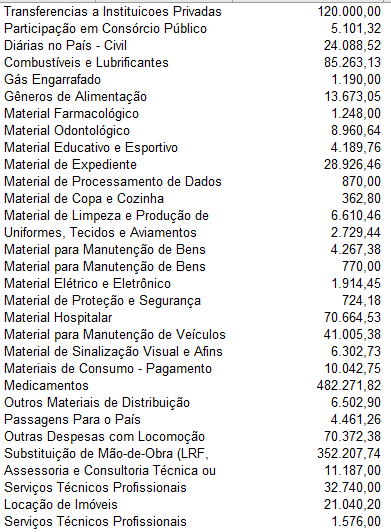 Transferencias a Instituicoes Privadas 120.000,00
Participação em Consórcio Público 5.101,32
Diárias no País - Civil 24.088,52
Combustíveis e Lubrificantes 85.263,13
Gás Engarrafado 1.190,00
Gêneros de Alimentação 13.673,05
Material Farmacológico 1.248,00
Material Odontológico 8.960,64
Material Educativo e Esportivo 4.189,76
Material de Expediente 28.926,46
Material de Processamento de Dados 870,00
Material de Copa e Cozinha 362,80
Material de Limpeza e Produção de 6.610,46
Uniformes, Tecidos e Aviamentos 2.729,44
Material para Manutenção de Bens 4.267,38
Material para Manutenção de Bens 770,00
Material Elétrico e Eletrônico 1.914,45
Material de Proteção e Segurança 724,18
Material Hospitalar 70.664,53
Material para Manutenção de Veículos 41.005,38
Material de Sinalização Visual e Afins 6.302,73
Materiais de Consumo - Pagamento 10.042,75
Medicamentos 482.271,82
Outros Materiais de Distribuição 6.502,90
Passagens Para o País 4.461,26
Outras Despesas com Locomoção 70.372,38
Substituição de Mão-de-Obra (LRF, 352.207,74
Assessoria e Consultoria Técnica ou 11.187,00
Serviços Técnicos Profissionais 32.740,00
Locação de Imóveis 21.040,20
Serviços Técnicos Profissionais 1.576,00